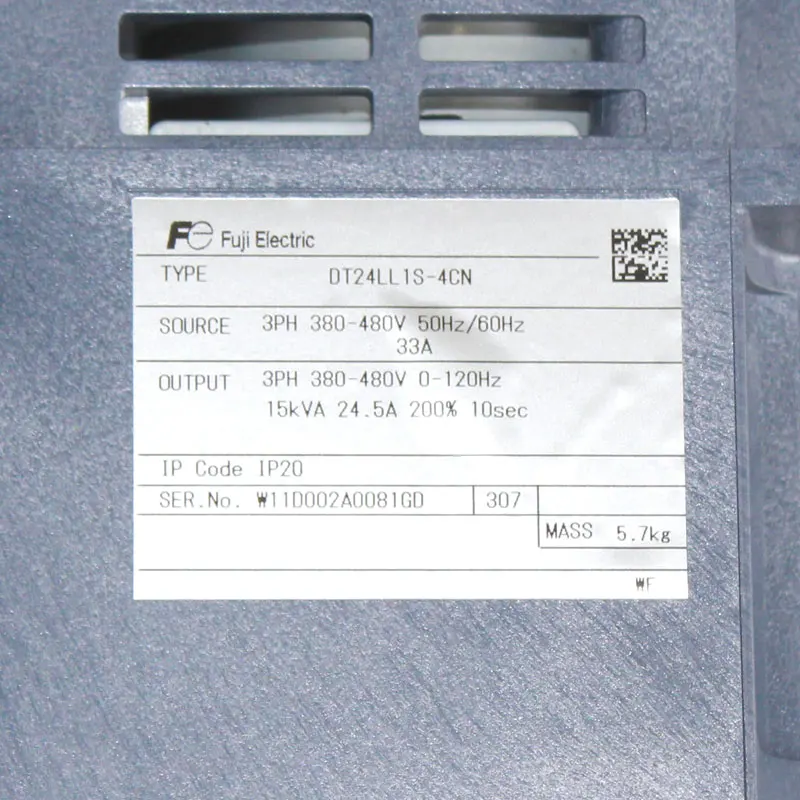 Fe Fuji Electric
TYPE DT24LL1S-4CN
SOURCE 3PH 380-480V 50Hz/60Hz
33A
OUTPUT 3PH 380-480V 0-120Hz
15kVA 24.5A 200% 10sec
IP Code IP20
SER.No. W11D002A0081GD 307
MASS 5.7kg
WF